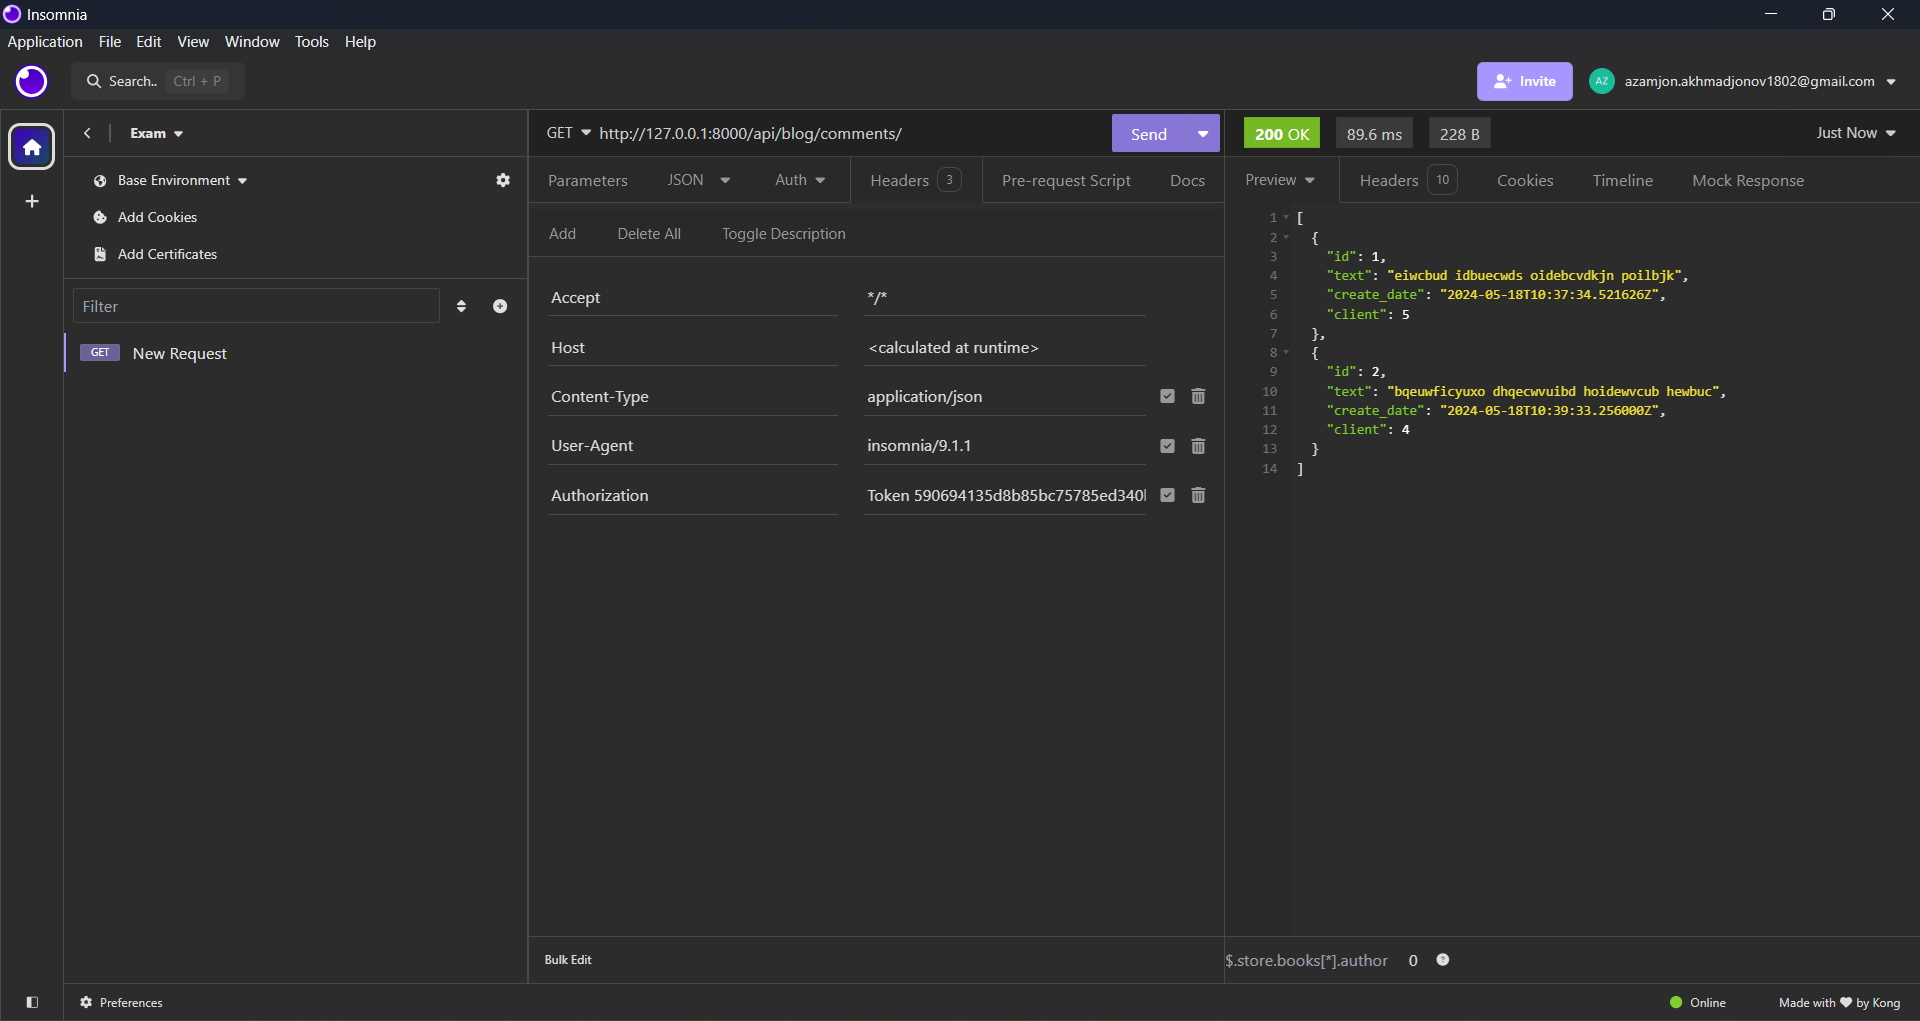 Insomnia
Application File Edit View Window Tools Help
Search.. Ctrl + P
Invite
AZ azamjon.akhmadjonov1802@gmail.com
Exam
Base Environment
Add Cookies
Add Certificates
Filter
GET New Request
GET http://127.0.0.1:8000/api/blog/comments/ Send
Parameters JSON Auth Headers 3 Pre-request Script Docs
Add Delete All Toggle Description
Accept */*
Host <calculated at runtime>
Content-Type application/json
User-Agent insomnia/9.1.1
Authorization Token 590694135d8b85bc75785ed340
Bulk Edit
200 OK 89.6 ms 228 B Just Now
Preview Headers 10 Cookies Timeline Mock Response
1 [
2 {
3 "id": 1,
4 "text": "eiwcbud idbuecwds oidebcvdkjn poilbjk",
5 "create_date": "2024-05-18T10:37:34.521626Z",
6 "client": 5
7 },
8 {
9 "id": 2,
10 "text": "bqeuwficyuxo dhqecwvuibd hoidewvcub hewbuc",
11 "create_date": "2024-05-18T10:39:33.256000Z",
12 "client": 4
13 }
14 ]
$.store.books[*].author 0 ?
Preferences
Online Made with ❤ by Kong